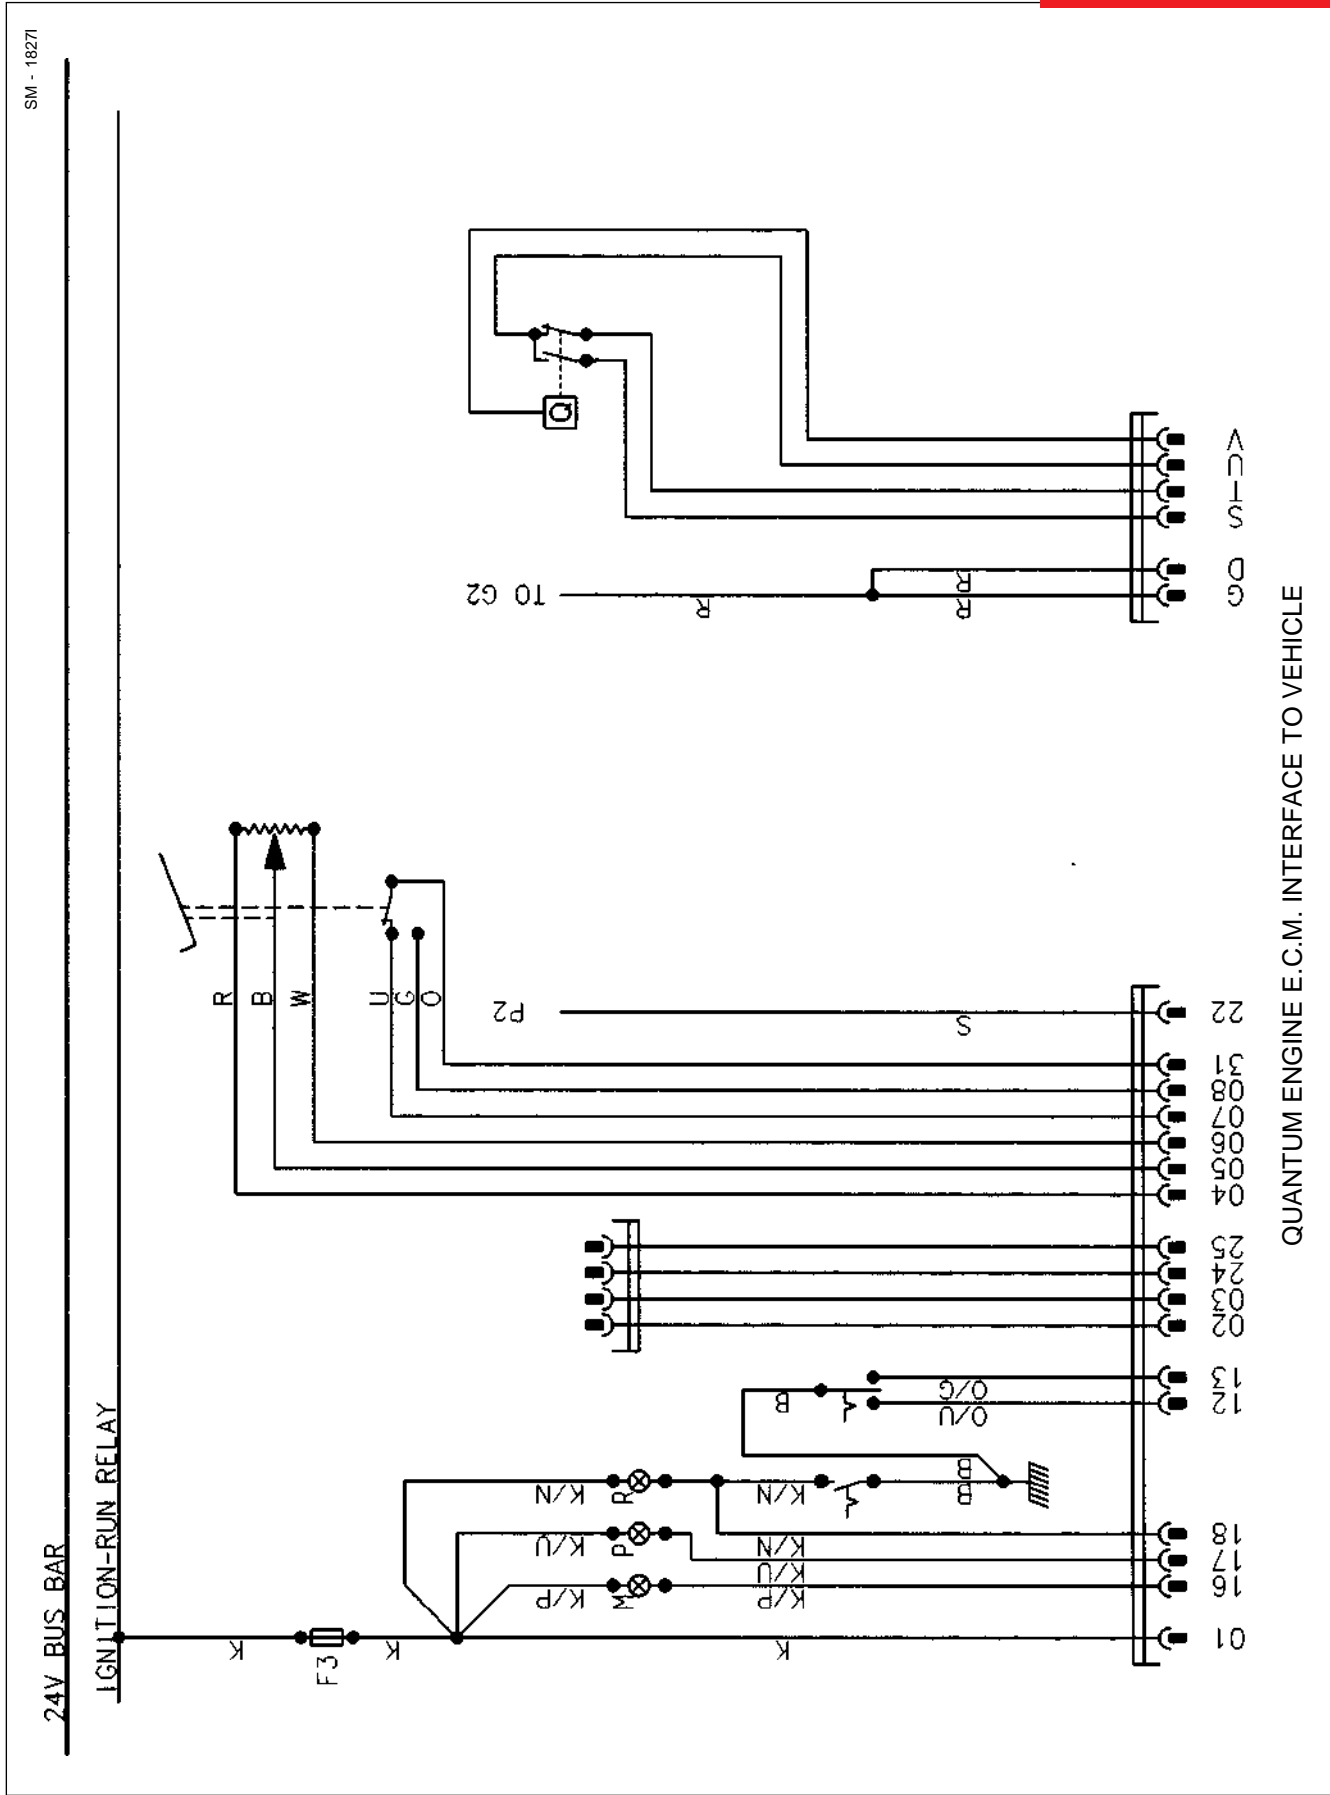 SM - 18271
24V BUS BAR
IGNITION-RUN RELAY
K
F3
K
K
K/N
R
K/N
K/U
P
K/N
K/U
K/P
M
K/P
B
B
B
O/G
O/U
R
B
W
U
G
O
P2
S
TO G2
R
R
R
Q
01
16
17
18
12
13
02
03
24
25
04
05
06
07
08
31
22
G
D
S
T
U
V
QUANTUM ENGINE E.C.M. INTERFACE TO VEHICLE